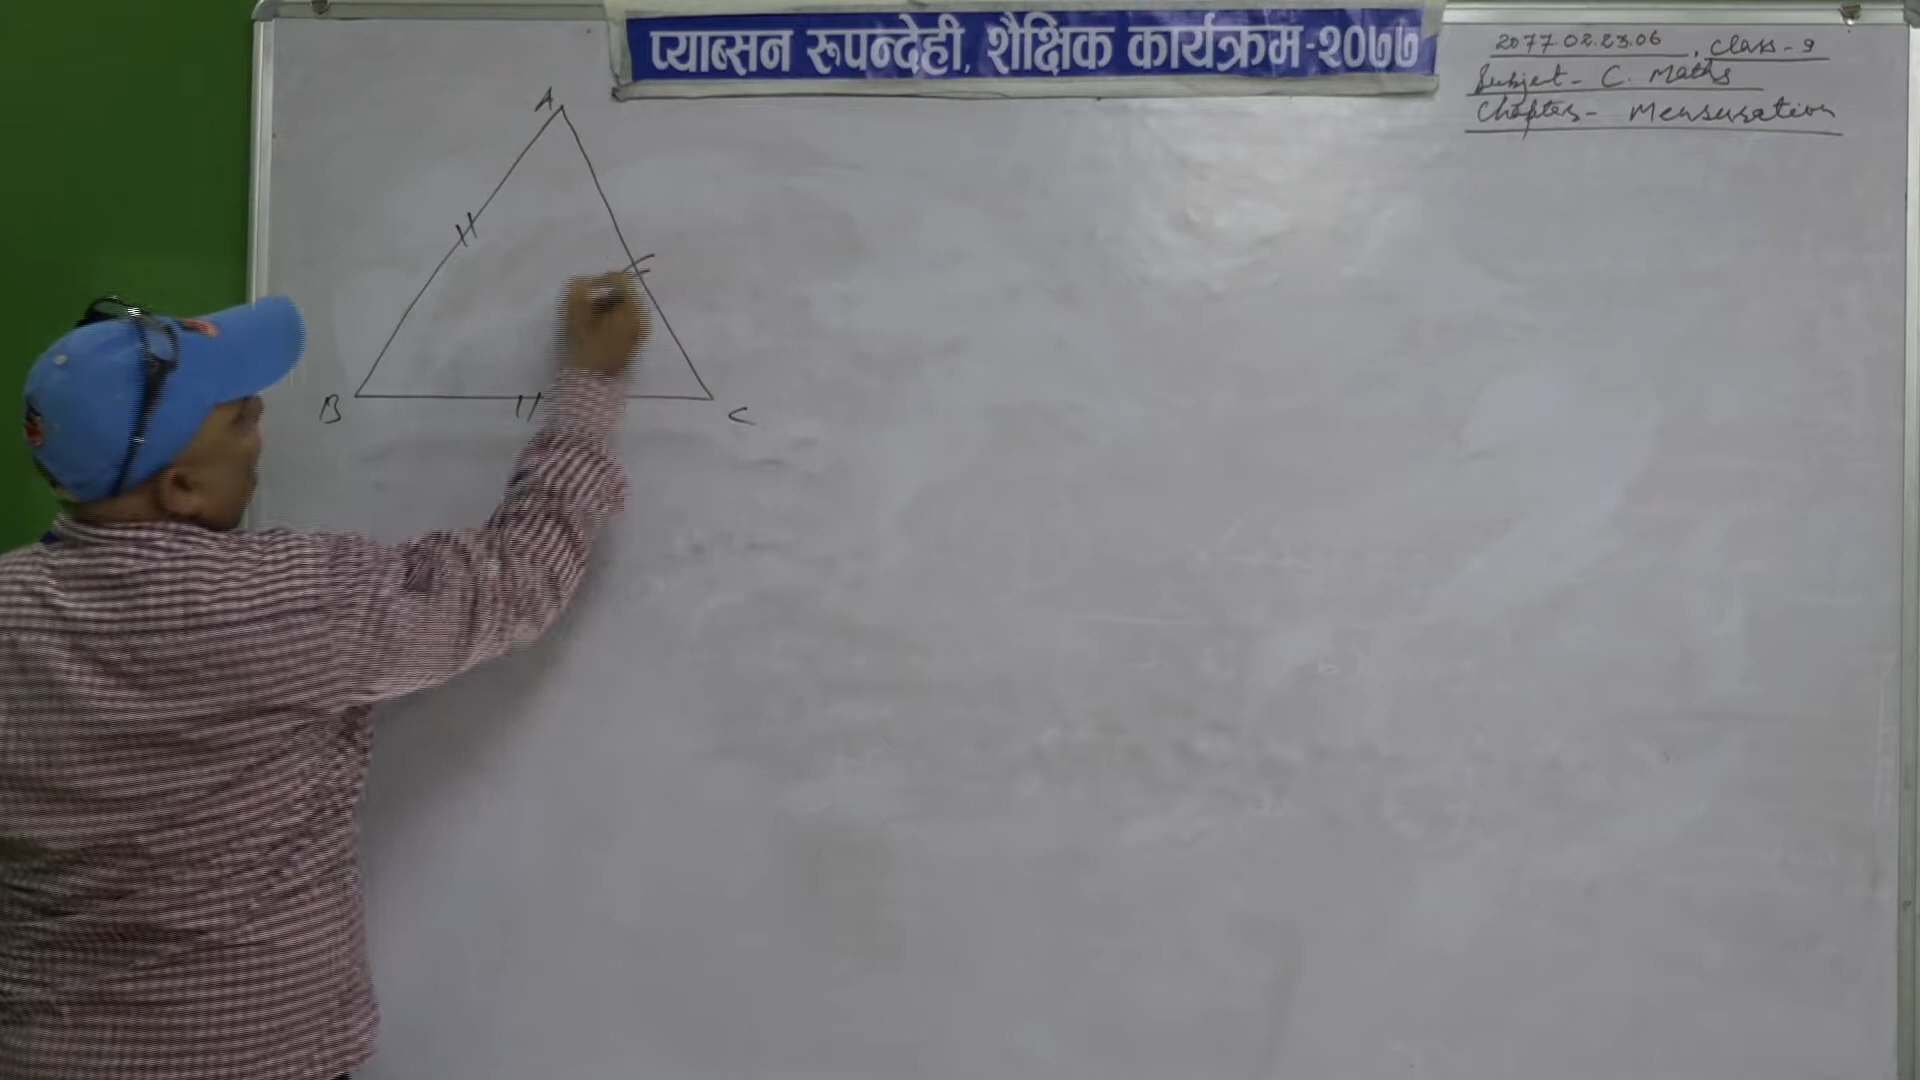 प्याब्सन रूपन्देही, शैक्षिक कार्यक्रम-२०७७
2077.02.23.06, Class-9
Subject- C. Maths
Chapter- Mensuration
A
B
C